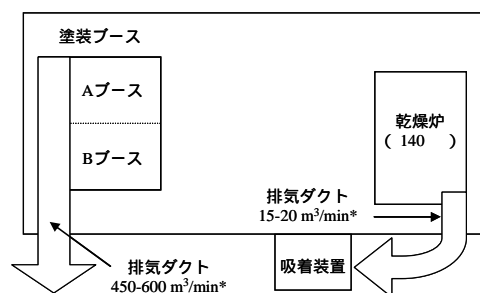 塗装ブース
Aブース
Bブース
乾燥炉
( 140 )
排気ダクト
15-20 m³/min*
排気ダクト
450-600 m³/min*
吸着装置